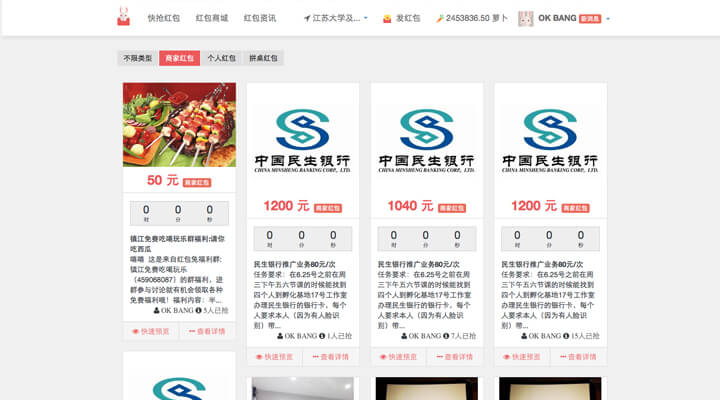 快抢红包 红包商城 红包资讯 江苏大学及... 发红包 2453836.50 萝卜 OK BANG 新消息
不限类型 商家红包 个人红包 拼桌红包
50 元 商家红包
0 0 0
时 分 秒
镇江免费吃喝玩乐群福利:请你
吃西瓜
嘻嘻 这是来自红包兔福利群:
镇江免费吃喝玩乐
(459068087) 的群福利，进
群参与讨论就有机会领取各种
免费福利哦！福利内容：半...
OK BANG 5人已抢
快速预览 查看详情
中国民生银行
CHINA MINSHENG BANKING CORP., LTD.
1200 元 商家红包
0 0 0
时 分 秒
民生银行推广业务80元/次
任务要求：在6.25号之前在周
三下午五六节课的时候能找到
四个人到孵化基地17号工作室
办理民生银行的银行卡，每个
人要求本人（因为有人脸识
别）带...
OK BANG 1人已抢
快速预览 查看详情
中国民生银行
CHINA MINSHENG BANKING CORP., LTD.
1040 元 商家红包
0 0 0
时 分 秒
民生银行推广业务80元/次
任务要求：在6.25号之前在周
三下午五六节课的时候能找到
四个人到孵化基地17号工作室
办理民生银行的银行卡，每个
人要求本人（因为有人脸识
别）带...
OK BANG 7人已抢
快速预览 查看详情
中国民生银行
CHINA MINSHENG BANKING CORP., LTD.
1200 元 商家红包
0 0 0
时 分 秒
民生银行推广业务80元/次
任务要求：在6.25号之前在周
三下午五六节课的时候能找到
四个人到孵化基地17号工作室
办理民生银行的银行卡，每个
人要求本人（因为有人脸识
别）带...
OK BANG 15人已抢
快速预览 查看详情